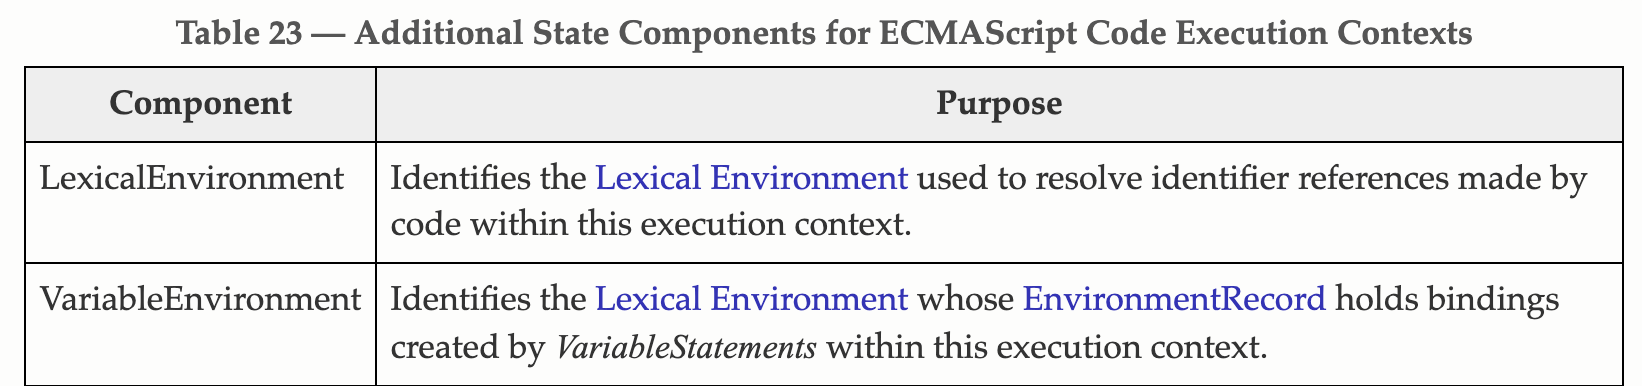 Table 23 — Additional State Components for ECMAScript Code Execution Contexts
Component Purpose
LexicalEnvironment Identifies the Lexical Environment used to resolve identifier references made by
code within this execution context.
VariableEnvironment Identifies the Lexical Environment whose EnvironmentRecord holds bindings
created by VariableStatements within this execution context.